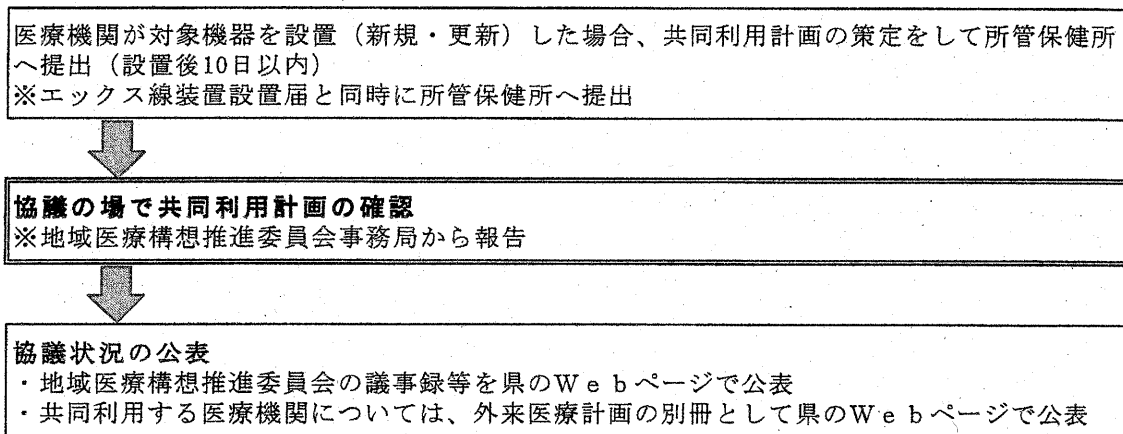 医療機関が対象機器を設置（新規・更新）した場合、共同利用計画の策定をして所管保健所
へ提出（設置後10日以内）
※エックス線装置設置届と同時に所管保健所へ提出
協議の場で共同利用計画の確認
※地域医療構想推進委員会事務局から報告
協議状況の公表
・地域医療構想推進委員会の議事録等を県のＷｅｂページで公表
・共同利用する医療機関については、外来医療計画の別冊として県のＷｅｂページで公表